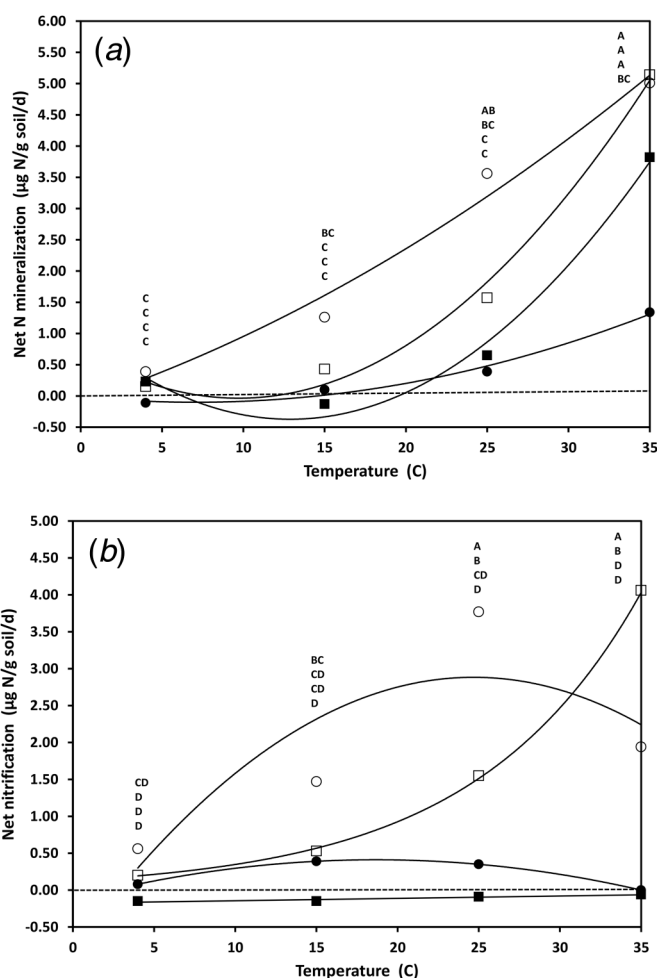 (a)
Net N mineralization (µg N/g soil/d)
6.00
5.50
5.00
4.50
4.00
3.50
3.00
2.50
2.00
1.50
1.00
0.50
0.00
-0.50
C
C
C
C
BC
C
C
C
AB
BC
C
C
A
A
A
BC
0 5 10 15 20 25 30 35
Temperature (C)
(b)
Net nitrification (µg N/g soil/d)
5.00
4.50
4.00
3.50
3.00
2.50
2.00
1.50
1.00
0.50
0.00
-0.50
CD
D
D
D
BC
CD
CD
D
A
B
CD
D
A
B
D
D
0 5 10 15 20 25 30 35
Temperature (C)